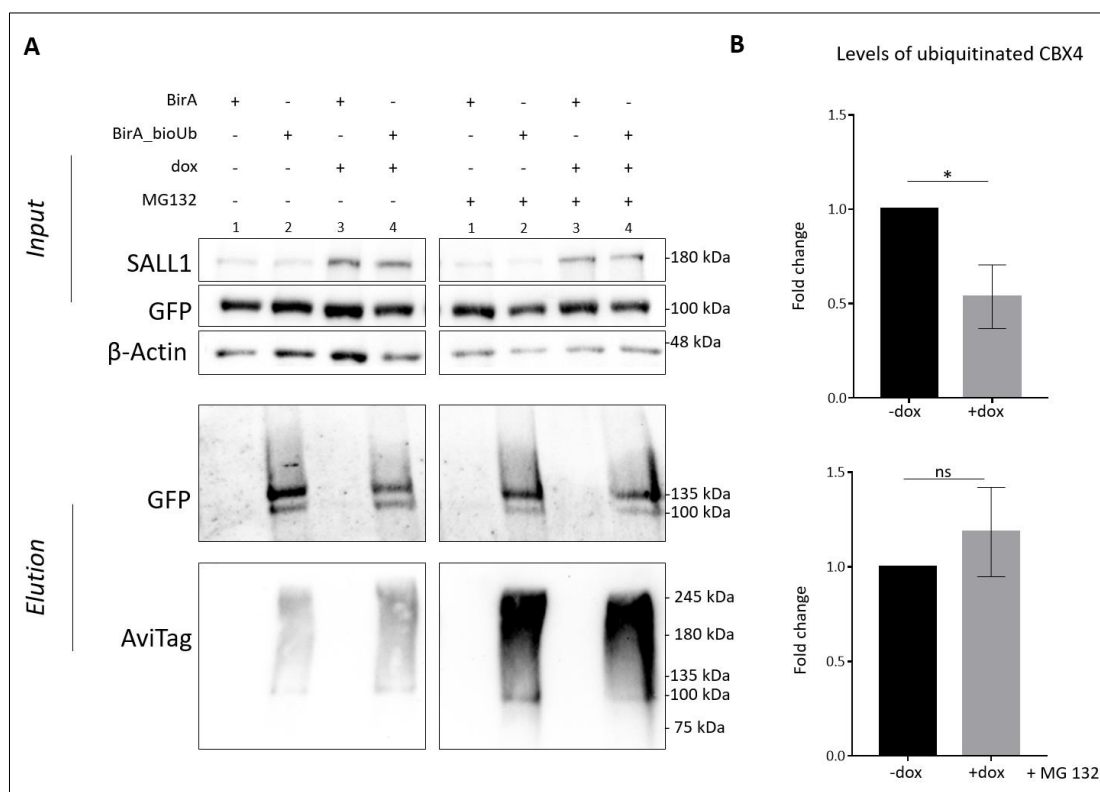 A
BirA + - + - + - + -
BirA_bioUb - + - + - + - +
dox - - + + - - + +
MG132 - - - - + + + +
1 2 3 4 1 2 3 4
Input
SALL1 -180 kDa
GFP -100 kDa
β-Actin -48 kDa
Elution
GFP -135 kDa
-100 kDa
AviTag -245 kDa
-180 kDa
-135 kDa
-100 kDa
-75 kDa
B
Levels of ubiquitinated CBX4
Fold change
1.5
1.0
0.5
0.0
*
-dox +dox
Fold change
1.5
1.0
0.5
0.0
ns
-dox +dox + MG 132